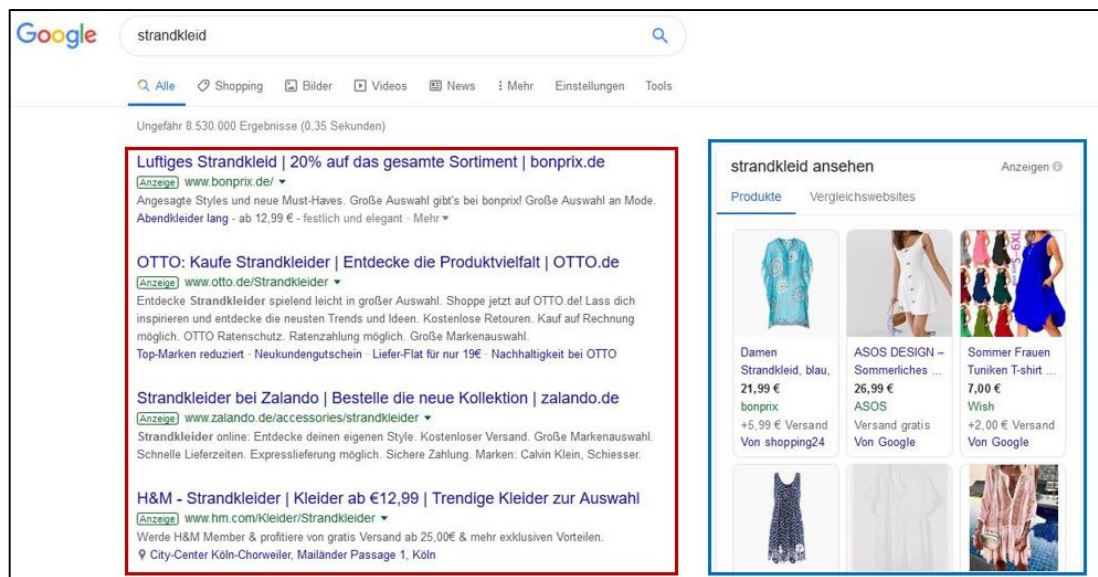 Google
strandkleid
Alle Shopping Bilder Videos News Mehr Einstellungen Tools
Ungefähr 8.530.000 Ergebnisse (0,35 Sekunden)
Luftiges Strandkleid | 20% auf das gesamte Sortiment | bonprix.de
Anzeige www.bonprix.de/
Angesagte Styles und neue Must-Haves. Große Auswahl gibt's bei bonprix! Große Auswahl an Mode.
Abendkleider lang - ab 12,99 € - festlich und elegant · Mehr
OTTO: Kaufe Strandkleider | Entdecke die Produktvielfalt | OTTO.de
Anzeige www.otto.de/Strandkleider
Entdecke Strandkleider spielend leicht in großer Auswahl. Shoppe jetzt auf OTTO.de! Lass dich
inspirieren und entdecke die neusten Trends und Ideen. Kostenlose Retouren. Kauf auf Rechnung
möglich. OTTO Ratenschutz. Ratenzahlung möglich. Große Markenauswahl.
Top-Marken reduziert · Neukundengutschein · Liefer-Flat für nur 19€ · Nachhaltigkeit bei OTTO
Strandkleider bei Zalando | Bestelle die neue Kollektion | zalando.de
Anzeige www.zalando.de/accessories/strandkleider
Strandkleider online: Entdecke deinen eigenen Style. Kostenloser Versand. Große Markenauswahl.
Schnelle Lieferzeiten. Expresslieferung möglich. Sichere Zahlung. Marken: Calvin Klein, Schiesser.
H&M - Strandkleider | Kleider ab €12,99 | Trendige Kleider zur Auswahl
Anzeige www.hm.com/Kleider/Strandkleider
Werde H&M Member & profitiere von gratis Versand ab 25,00€ & mehr exklusiven Vorteilen.
City-Center Köln-Chorweiler, Mailänder Passage 1, Köln
strandkleid ansehen Anzeigen
Produkte Vergleichswebsites
S-6XL
Damen
Strandkleid, blau,
21,99 €
bonprix
+5,99 € Versand
Von shopping24
ASOS DESIGN –
Sommerliches ...
26,99 €
ASOS
Versand gratis
Von Google
Sommer Frauen
Tuniken T-shirt ...
7,00 €
Wish
+2,00 € Versand
Von Google